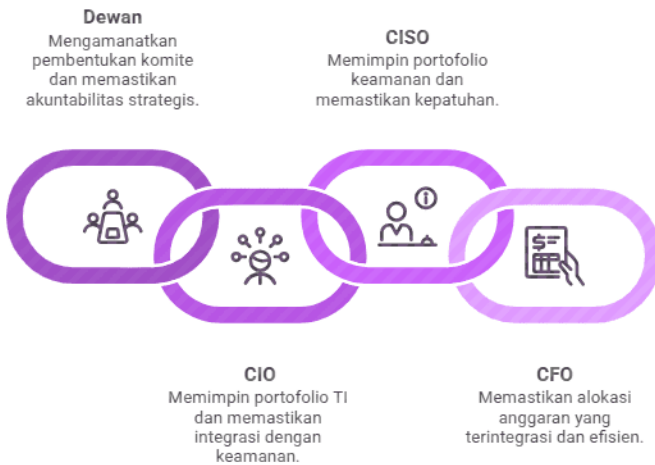 Dewan
Mengamanatkan
pembentukan komite
dan memastikan
akuntabilitas strategis.
CISO
Memimpin portofolio
keamanan dan
memastikan kepatuhan.
CIO
Memimpin portofolio TI
dan memastikan
integrasi dengan
keamanan.
CFO
Memastikan alokasi
anggaran yang
terintegrasi dan efisien.